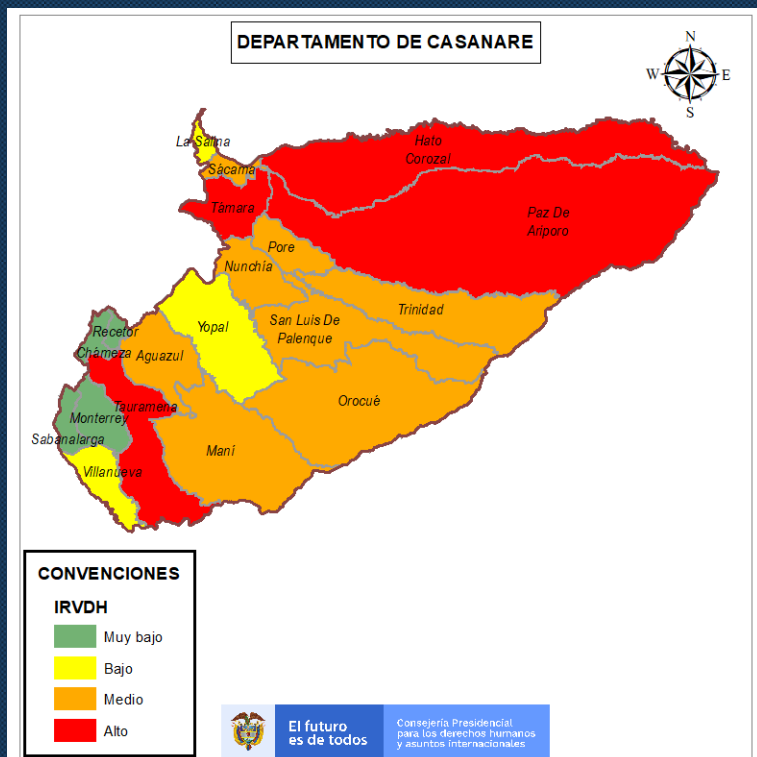 DEPARTAMENTO DE CASANARE
N
W
E
S
La Salina
Sácama
Hato
Corozal
Támara
Paz De
Ariporo
Pore
Nunchía
Trinidad
San Luis De
Palenque
Yopal
Recetor
Chámeza
Aguazul
Orocué
Tauramena
Monterrey
Sabanalarga
Maní
Villanueva
CONVENCIONES
IRVDH
Muy bajo
Bajo
Medio
Alto
El futuro
es de todos
Consejería Presidencial
para los derechos humanos
y asuntos internacionales